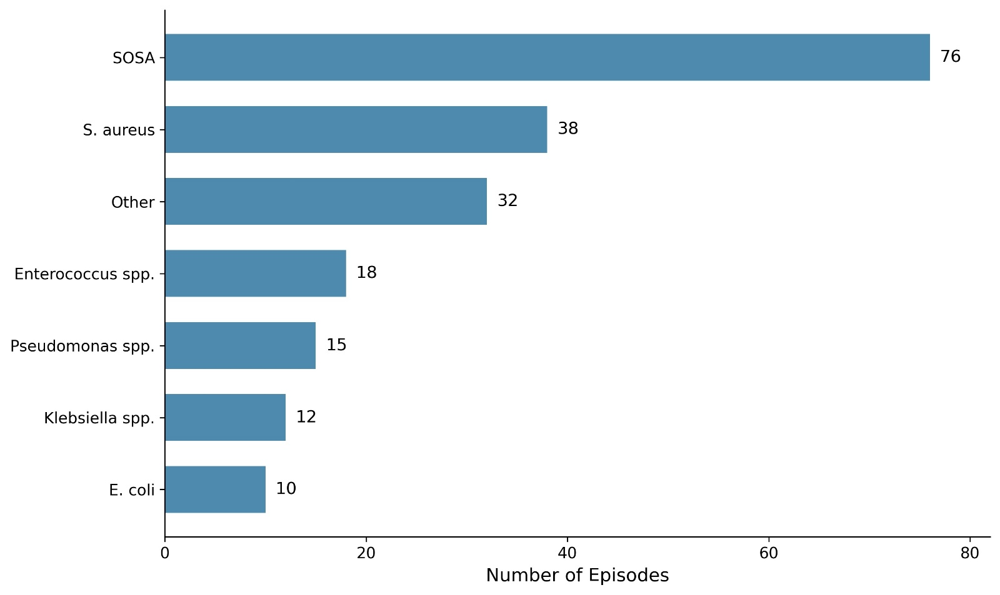 SOSA
76
S. aureus
38
Other
32
Enterococcus spp.
18
Pseudomonas spp.
15
Klebsiella spp.
12
E. coli
10
0 20 40 60 80
Number of Episodes